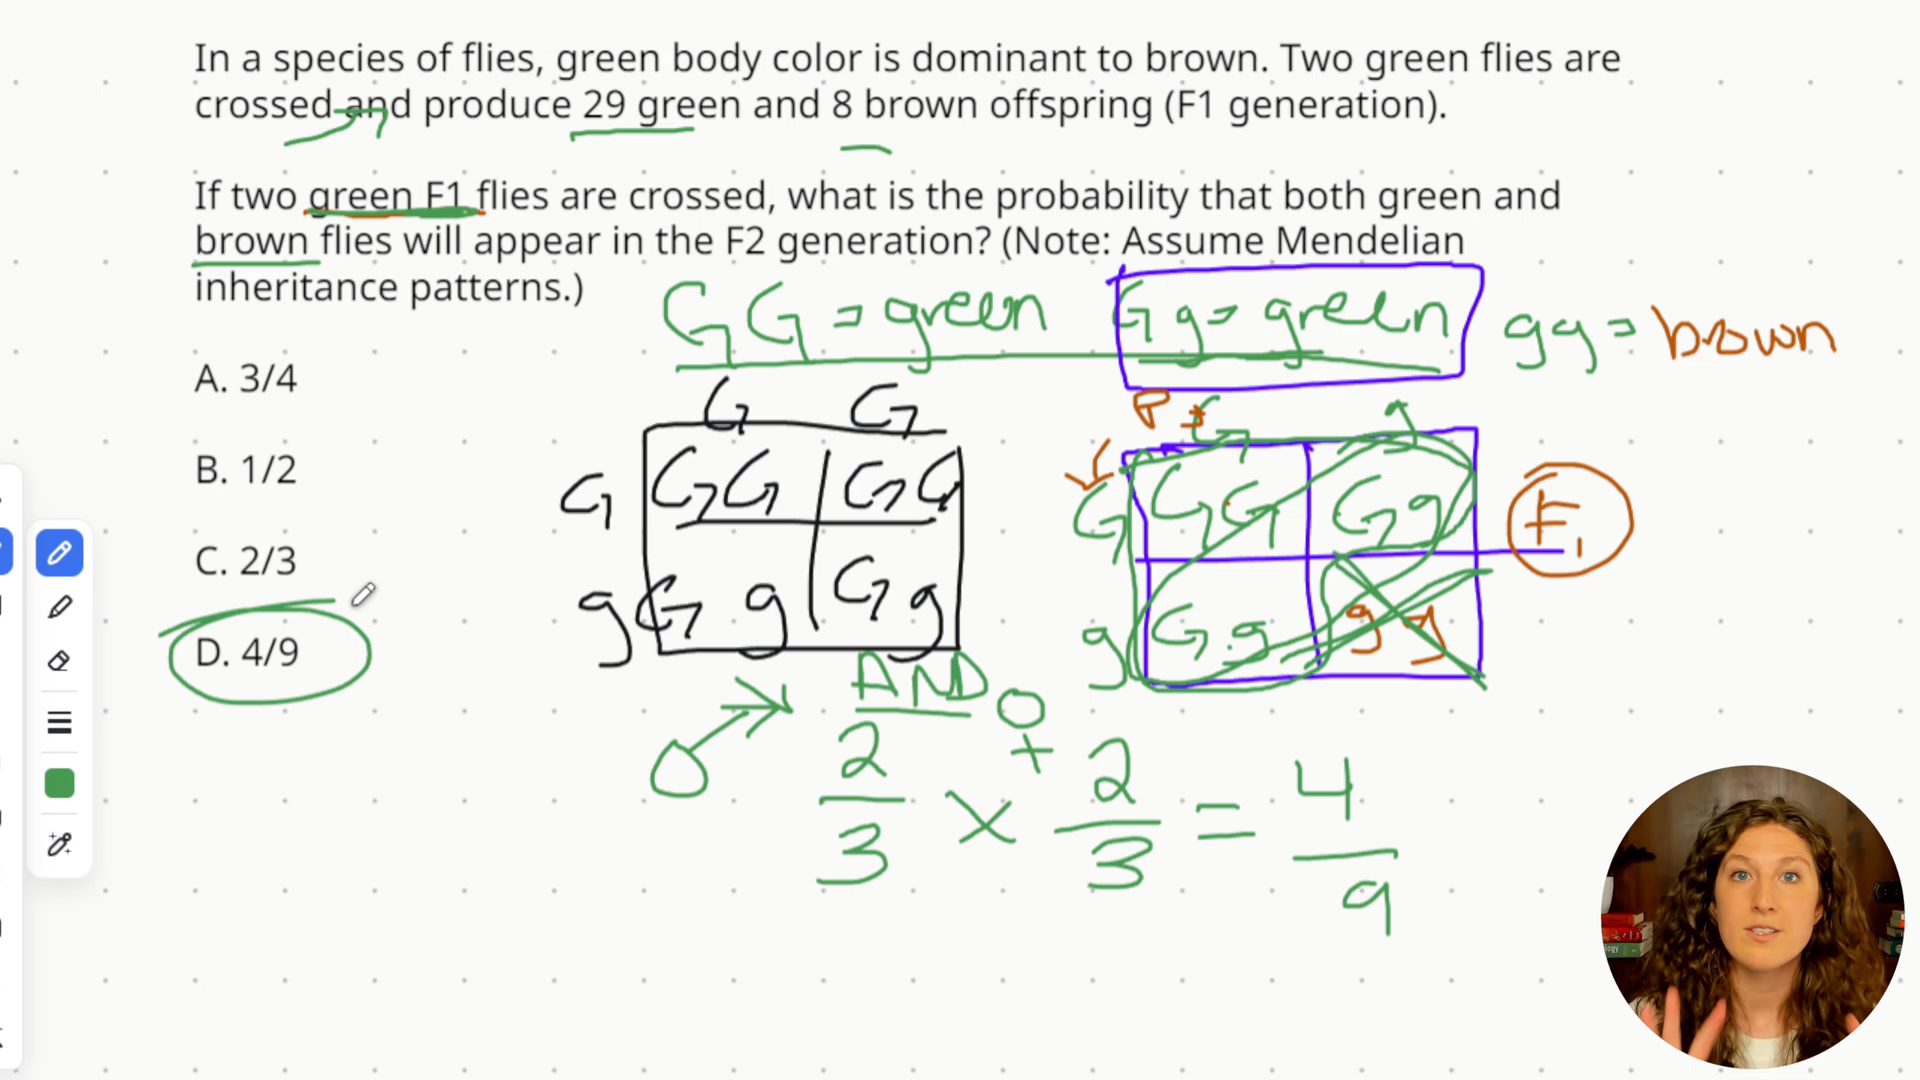 In a species of flies, green body color is dominant to brown. Two green flies are
crossed and produce 29 green and 8 brown offspring (F1 generation).
If two green F1 flies are crossed, what is the probability that both green and
brown flies will appear in the F2 generation? (Note: Assume Mendelian
inheritance patterns.)
GG = green Gg = green gg = brown
A. 3/4
B. 1/2
C. 2/3
D. 4/9
G G
G GG GG
g Gg Gg
P
G g
G GG Gg
g Gg gg
F1
AND
2/3 × 2/3 = 4/9